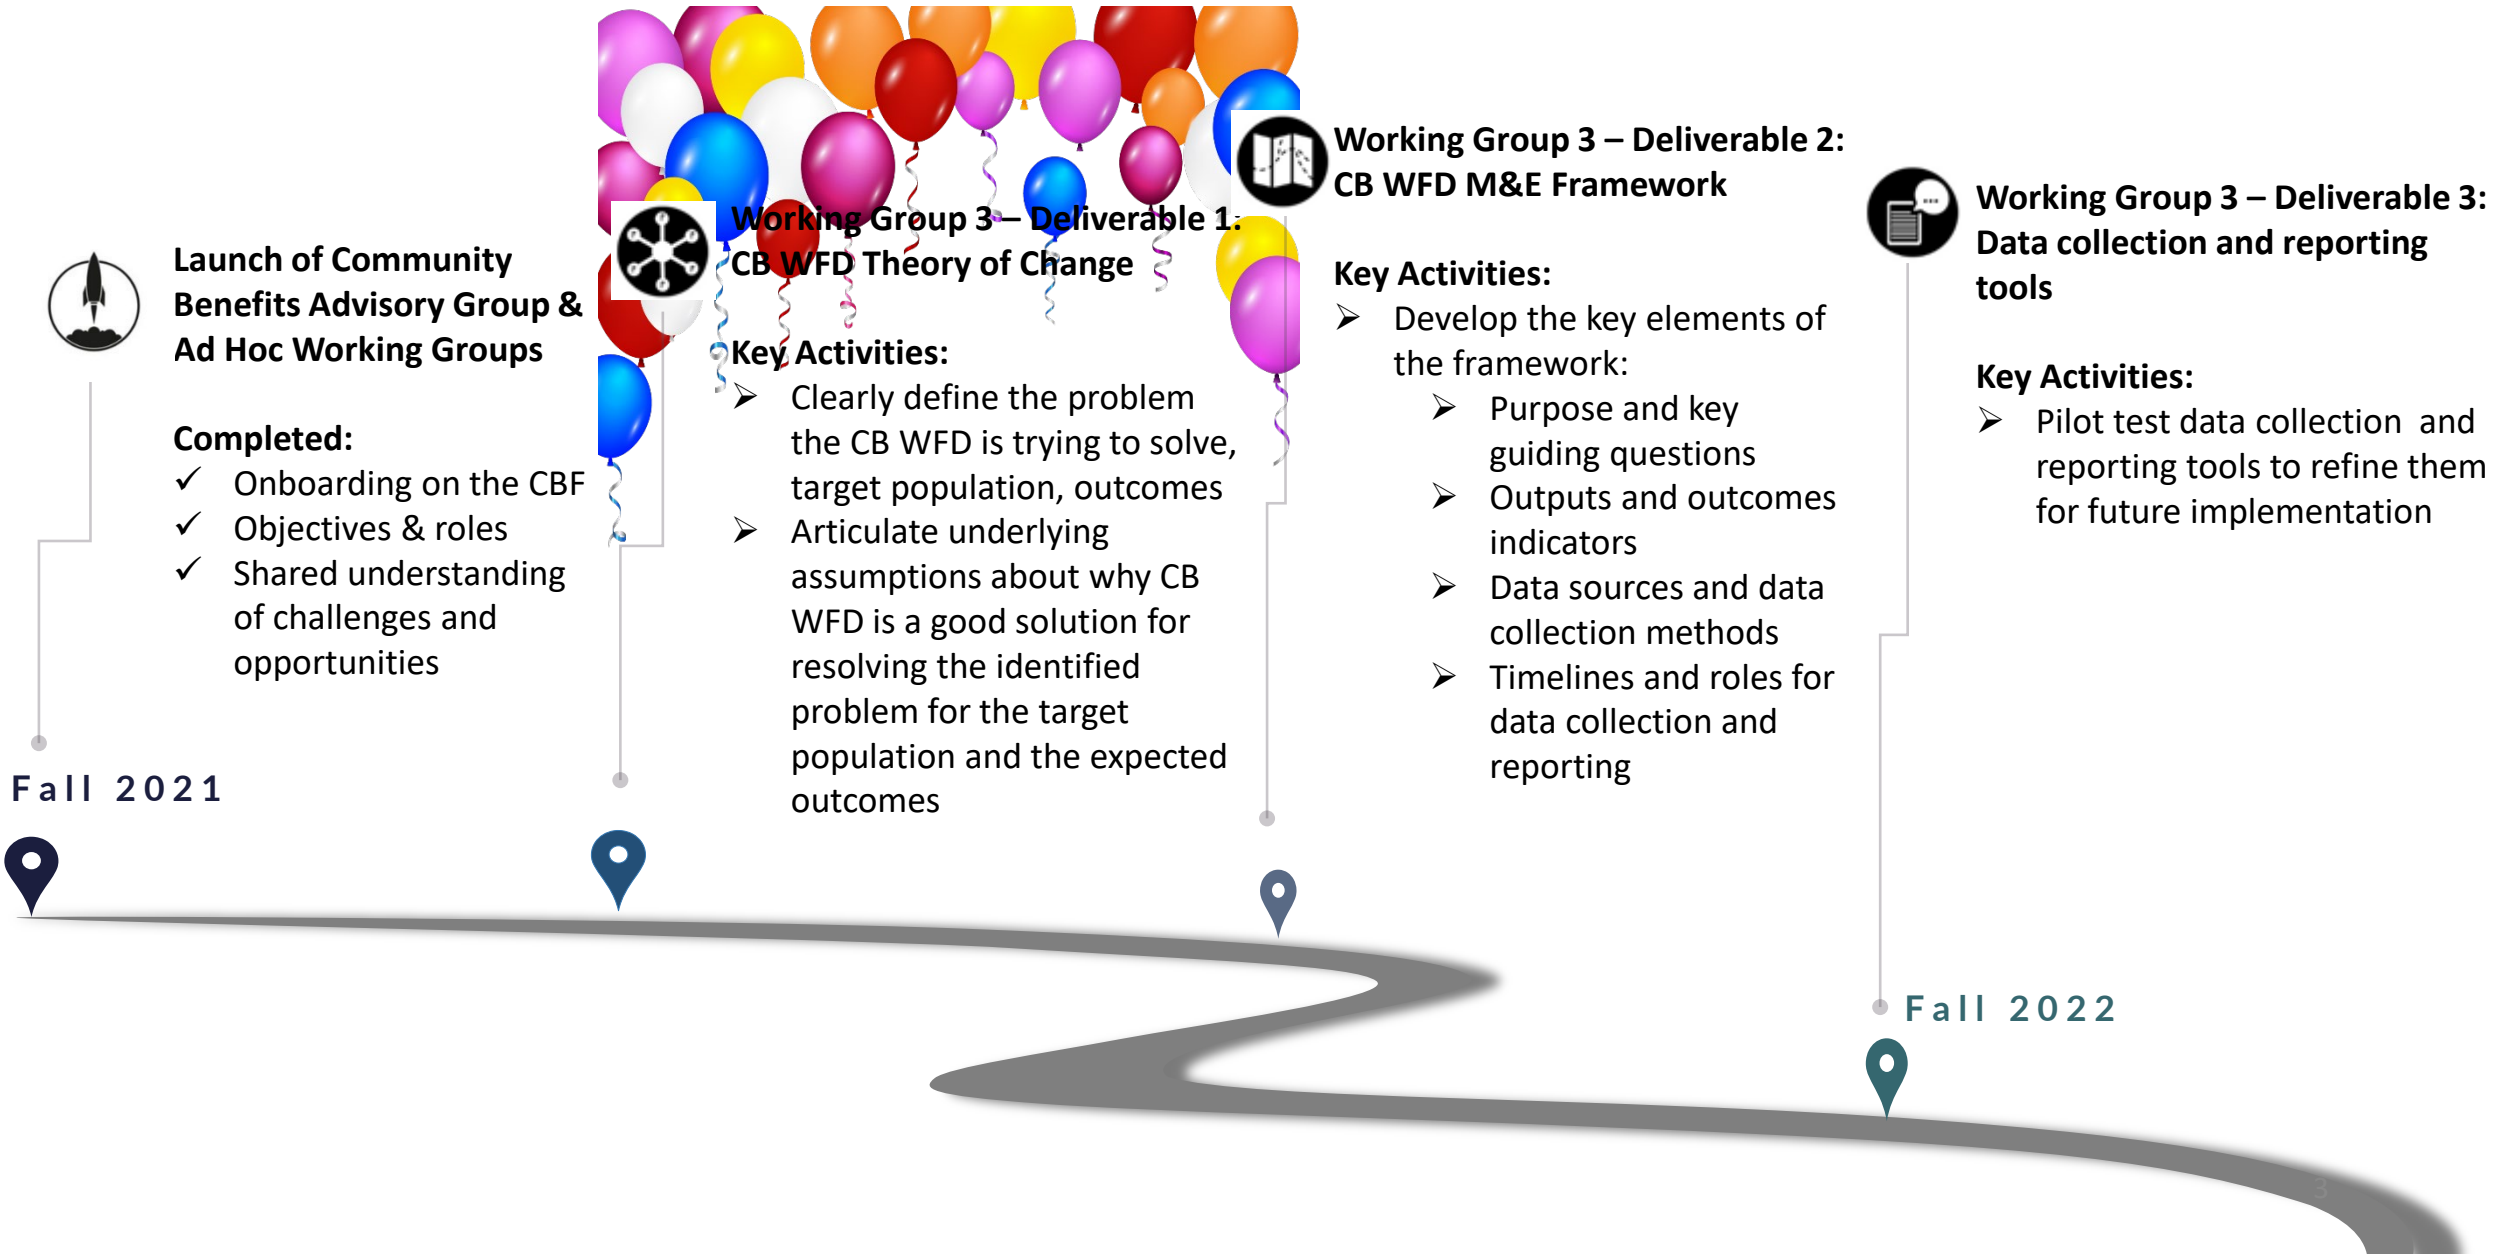 Launch of Community
Benefits Advisory Group &
Ad Hoc Working Groups
Completed:
✓ Onboarding on the CBF
✓ Objectives & roles
✓ Shared understanding
of challenges and
opportunities
Fall 2021
Working Group 3 – Deliverable 1:
CB WFD Theory of Change
Key Activities:
➢ Clearly define the problem
the CB WFD is trying to solve,
target population, outcomes
➢ Articulate underlying
assumptions about why CB
WFD is a good solution for
resolving the identified
problem for the target
population and the expected
outcomes
Working Group 3 – Deliverable 2:
CB WFD M&E Framework
Key Activities:
➢ Develop the key elements of
the framework:
➢ Purpose and key
guiding questions
➢ Outputs and outcomes
indicators
➢ Data sources and data
collection methods
➢ Timelines and roles for
data collection and
reporting
Working Group 3 – Deliverable 3:
Data collection and reporting
tools
Key Activities:
➢ Pilot test data collection  and
reporting tools to refine them
for future implementation
Fall 2022
3